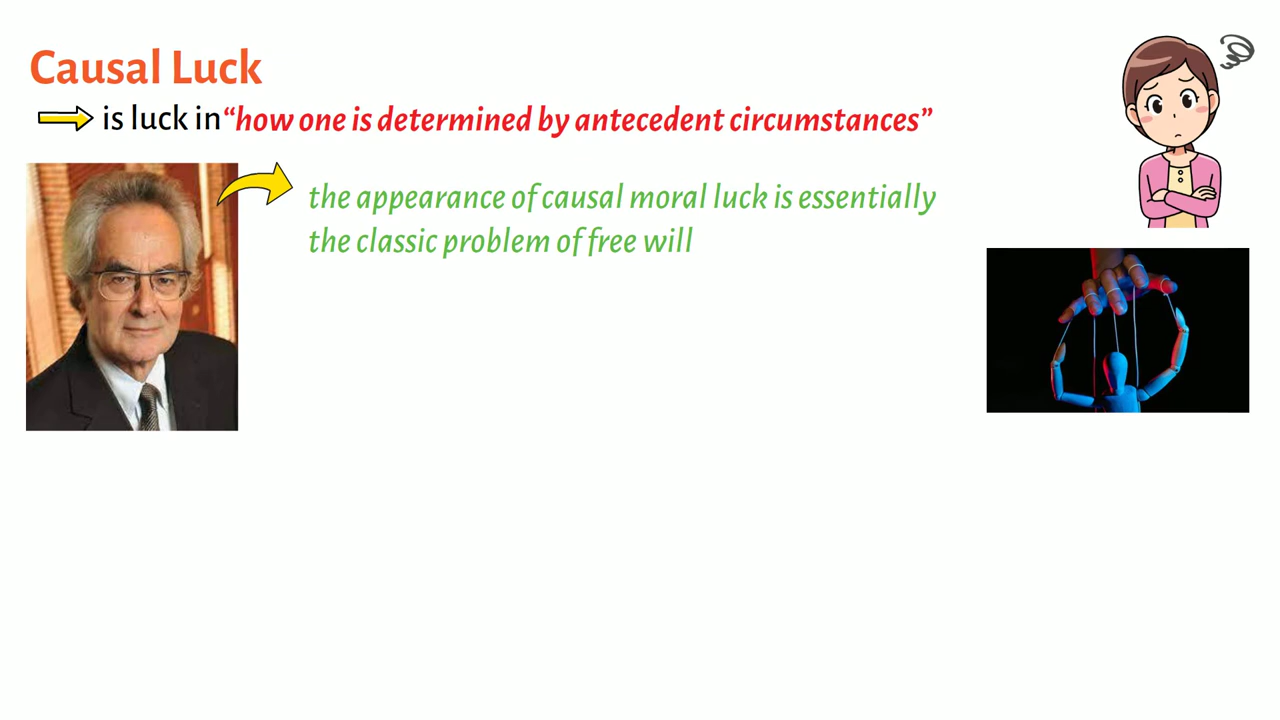 Causal Luck
is luck in “how one is determined by antecedent circumstances”
the appearance of causal moral luck is essentially
the classic problem of free will